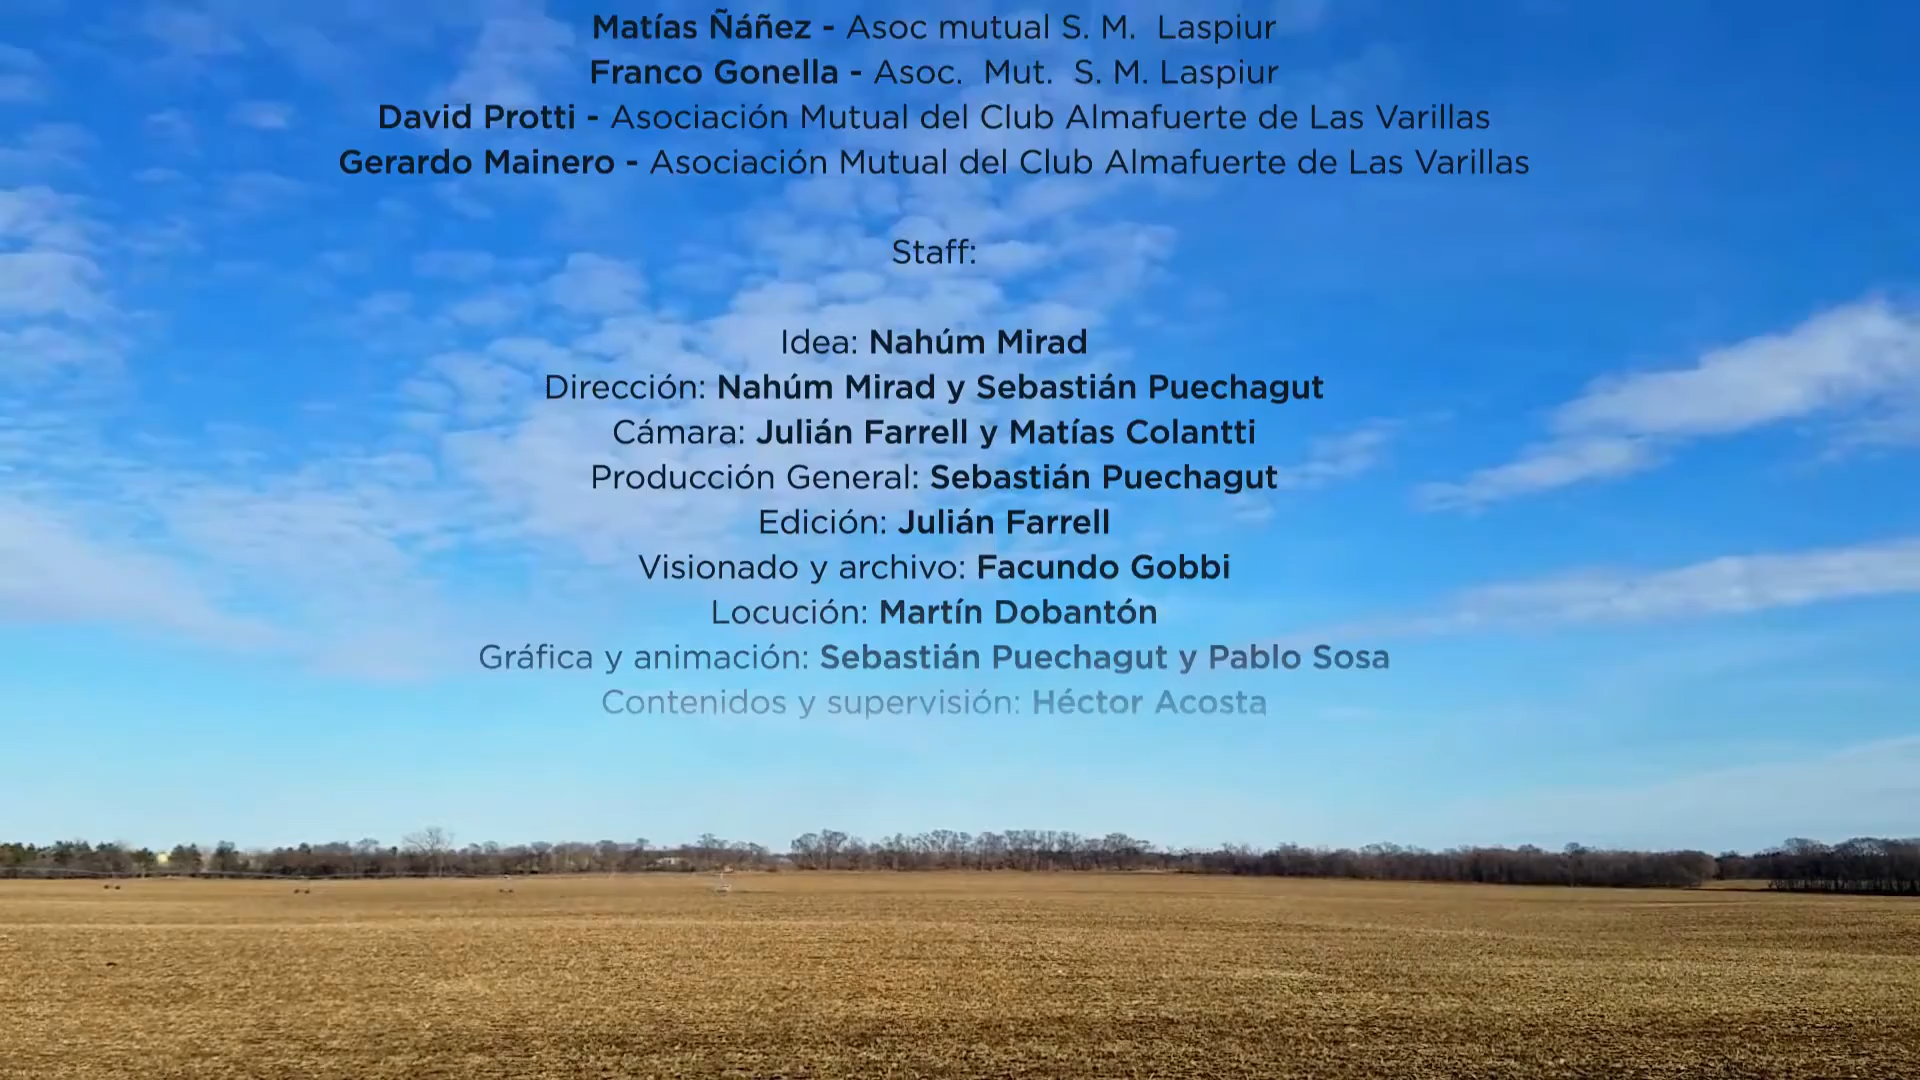 Matías Ñáñez - Asoc mutual S. M.  Laspiur
Franco Gonella - Asoc.  Mut.  S. M. Laspiur
David Protti - Asociación Mutual del Club Almafuerte de Las Varillas
Gerardo Mainero - Asociación Mutual del Club Almafuerte de Las Varillas
Staff:
Idea: Nahúm Mirad
Dirección: Nahúm Mirad y Sebastián Puechagut
Cámara: Julián Farrell y Matías Colantti
Producción General: Sebastián Puechagut
Edición: Julián Farrell
Visionado y archivo: Facundo Gobbi
Locución: Martín Dobantón
Gráfica y animación: Sebastián Puechagut y Pablo Sosa
Contenidos y supervisión: Héctor Acosta